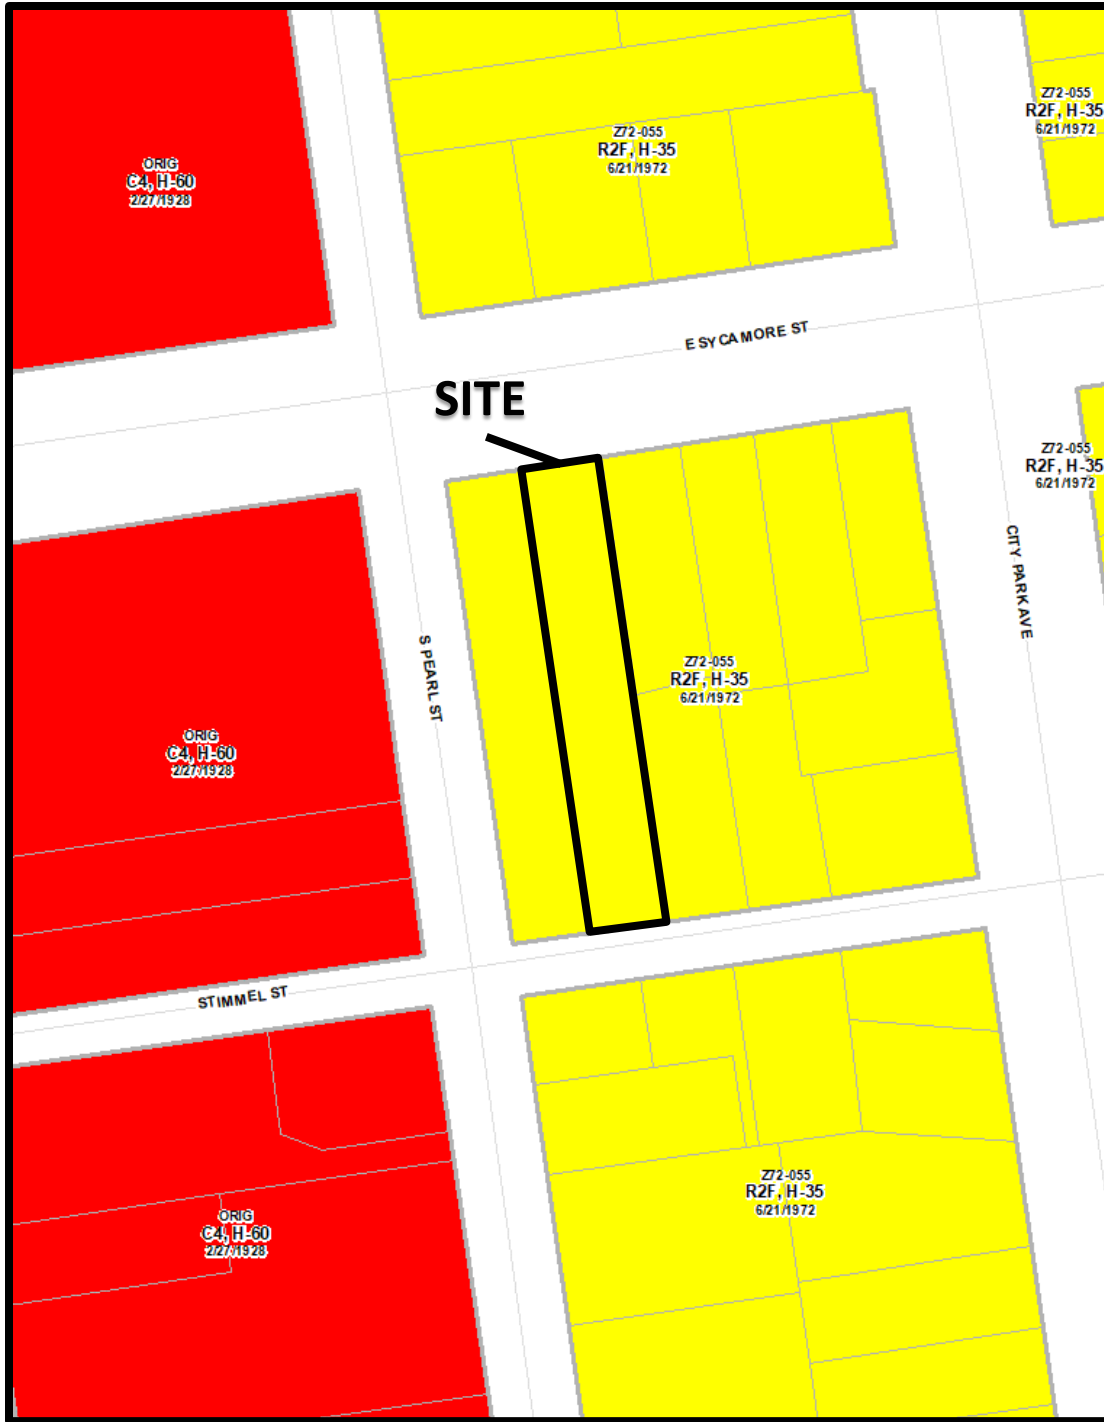 Z72-055
R2F, H-35
6/21/1972
Z72-055
R2F, H-35
6/21/1972
ORIG
C4, H-60
2/27/1928
E SYCAMORE ST
SITE
Z72-055
R2F, H-35
6/21/1972
CITY PARK AVE
S PEARL ST
Z72-055
R2F, H-35
6/21/1972
ORIG
C4, H-60
2/27/1928
STIMMEL ST
Z72-055
R2F, H-35
6/21/1972
ORIG
C4, H-60
2/27/1928